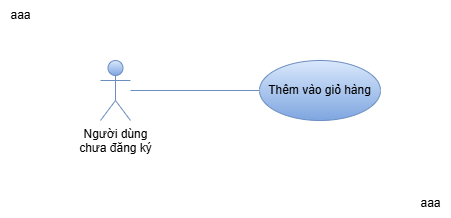 aaa
Thêm vào giỏ hàng
Người dùng
chưa đăng ký
aaa